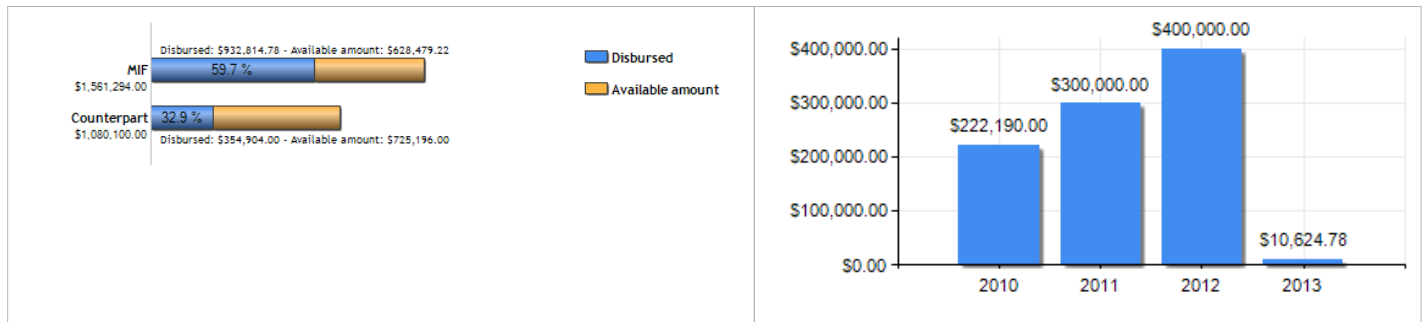 Disbursed: $932,814.78 - Available amount: $628,479.22
MIF
59.7 %
$1,561,294.00
Counterpart
32.9 %
$1,080,100.00
Disbursed: $354,904.00 - Available amount: $725,196.00
Disbursed
Available amount
$400,000.00
$300,000.00
$200,000.00
$100,000.00
$0.00
$222,190.00
$300,000.00
$400,000.00
$10,624.78
2010 2011 2012 2013